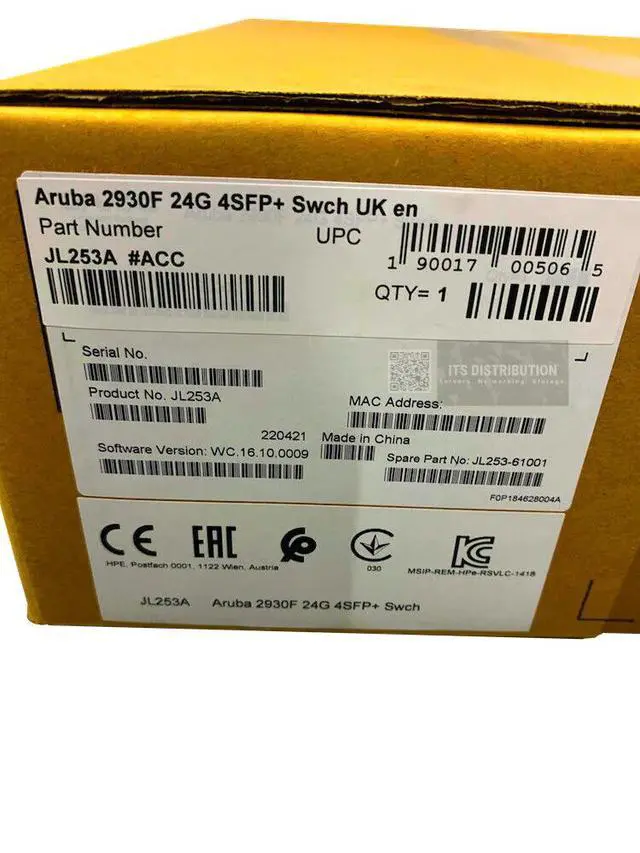 Aruba 2930F 24G 4SFP+ Swch UK en
Part Number
UPC
JL253A #ACC
1 90017 00506 5
QTY= 1
Serial No.
ITS DISTRIBUTION
Servers. Networking. Storage.
Product No. JL253A
MAC Address:
220421
Made in China
Software Version: WC.16.10.0009
Spare Part No: JL253-61001
F0P184628004A
CE EAC
030
HPE, Postfach 0001, 1122 Wien, Austria
MSIP-REM-HPe-RSVLC-1418
JL253A Aruba 2930F 24G 4SFP+ Swch